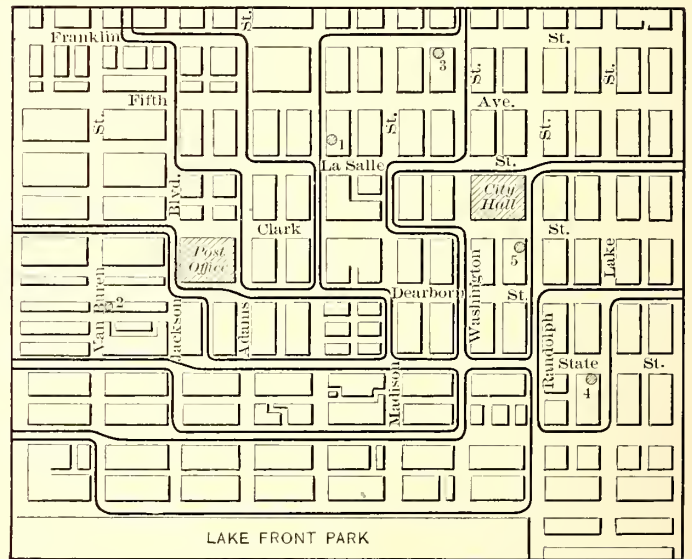 St.
Franklin
St.
3
St.
St.
Fifth
Ave.
St.
St.
St.
1
La Salle
St.
Blvd.
City
Hall
Clark
St.
Post
Office
5
Lake
Dearborn
St.
Washington
Van Buren
2
Jackson
Adams
Randolph
State
St.
Madison
4
LAKE FRONT PARK